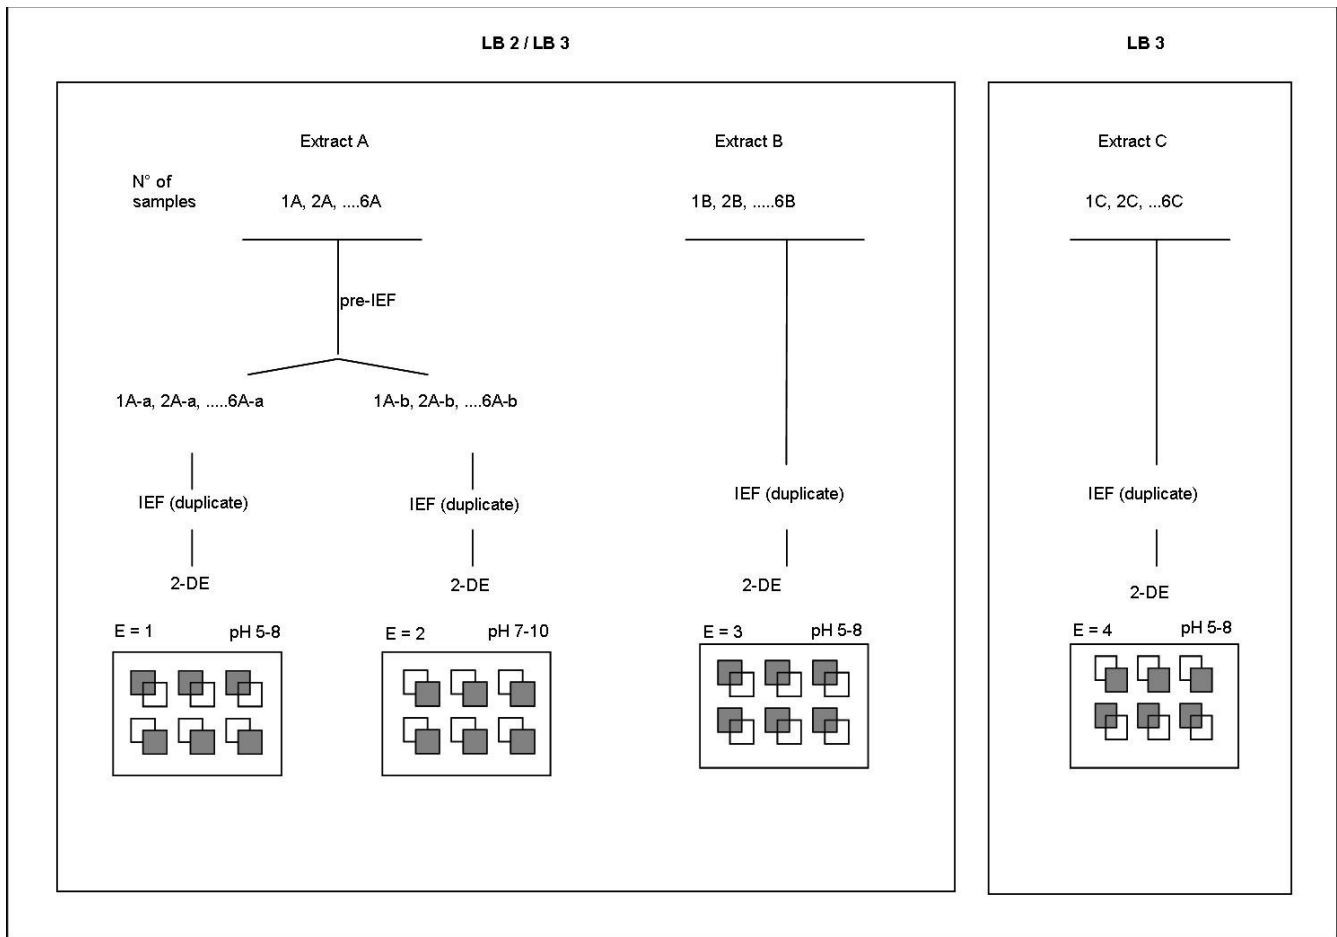 LB 2 / LB 3
LB 3
Extract A
Extract B
Extract C
N° of
samples
1A, 2A, ....6A
1B, 2B, .....6B
1C, 2C, ...6C
pre-IEF
1A-a, 2A-a, .....6A-a
1A-b, 2A-b, ....6A-b
IEF (duplicate)
IEF (duplicate)
IEF (duplicate)
IEF (duplicate)
2-DE
2-DE
2-DE
2-DE
E = 1 pH 5-8
E = 2 pH 7-10
E = 3 pH 5-8
E = 4 pH 5-8